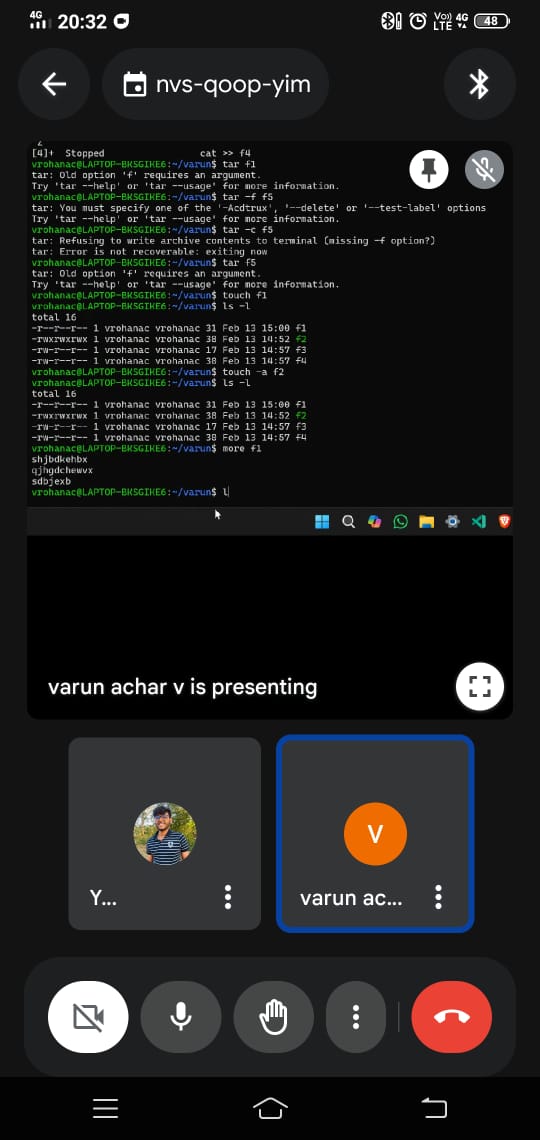 4G 20:32 Vo) LTE 4G 48
nvs-qoop-yim
[4]+  Stopped                 cat >> f4
vrohanac@LAPTOP-BKSGIKE6:~/varun$ tar f1
tar: Old option 'f' requires an argument.
Try 'tar --help' or 'tar --usage' for more information.
vrohanac@LAPTOP-BKSGIKE6:~/varun$ tar -f f5
tar: You must specify one of the '-Acdtrux', '--delete' or '--test-label' options
Try 'tar --help' or 'tar --usage' for more information.
vrohanac@LAPTOP-BKSGIKE6:~/varun$ tar -c f5
tar: Refusing to write archive contents to terminal (missing -f option?)
tar: Error is not recoverable: exiting now
vrohanac@LAPTOP-BKSGIKE6:~/varun$ tar f5
tar: Old option 'f' requires an argument.
Try 'tar --help' or 'tar --usage' for more information.
vrohanac@LAPTOP-BKSGIKE6:~/varun$ touch f1
vrohanac@LAPTOP-BKSGIKE6:~/varun$ ls -l
total 16
-r--r--r-- 1 vrohanac vrohanac 31 Feb 13 15:00 f1
-rwxrwxrwx 1 vrohanac vrohanac 38 Feb 13 14:52 f2
-rw-r--r-- 1 vrohanac vrohanac 17 Feb 13 14:57 f3
-rw-r--r-- 1 vrohanac vrohanac 30 Feb 13 14:57 f4
vrohanac@LAPTOP-BKSGIKE6:~/varun$ touch -a f2
vrohanac@LAPTOP-BKSGIKE6:~/varun$ ls -l
total 16
-r--r--r-- 1 vrohanac vrohanac 31 Feb 13 15:00 f1
-rwxrwxrwx 1 vrohanac vrohanac 38 Feb 13 14:52 f2
-rw-r--r-- 1 vrohanac vrohanac 17 Feb 13 14:57 f3
-rw-r--r-- 1 vrohanac vrohanac 30 Feb 13 14:57 f4
vrohanac@LAPTOP-BKSGIKE6:~/varun$ more f1
shjbdkehbx
qjhgdchewvx
sdbjexb
vrohanac@LAPTOP-BKSGIKE6:~/varun$ l
varun achar v is presenting
V
Y...
varun ac...